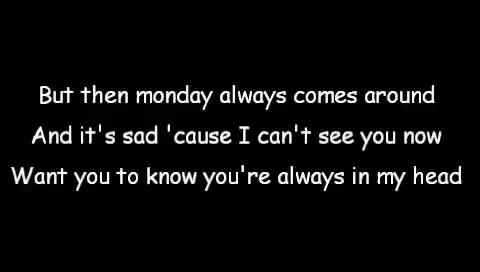 But then monday always comes around
And it's sad 'cause I can't see you now
Want you to know you're always in my head